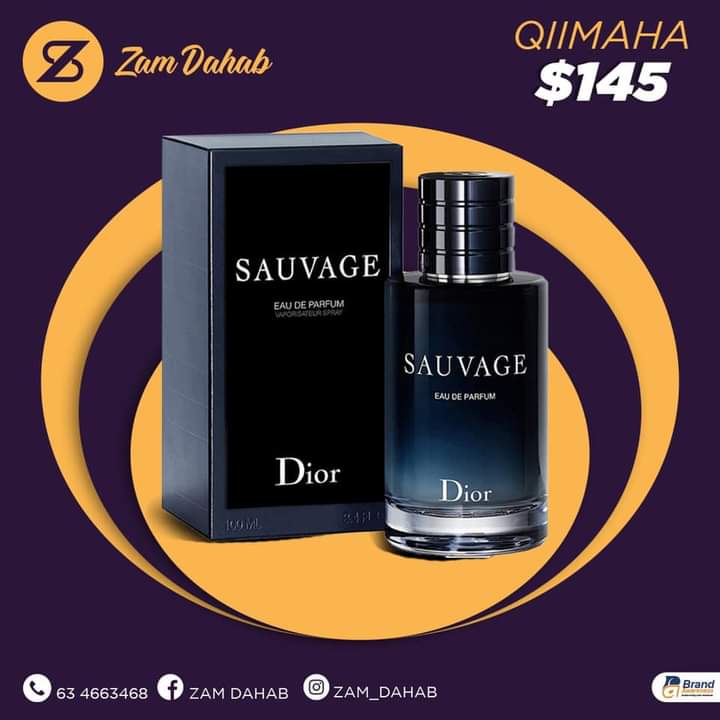 Zam Dahab
QIIMAHA
$145
SAUVAGE
EAU DE PARFUM
VAPORISATEUR SPRAY
Dior
100 ML
SAUVAGE
EAU DE PARFUM
Dior
63 4663468
ZAM DAHAB
ZAM_DAHAB
Brand